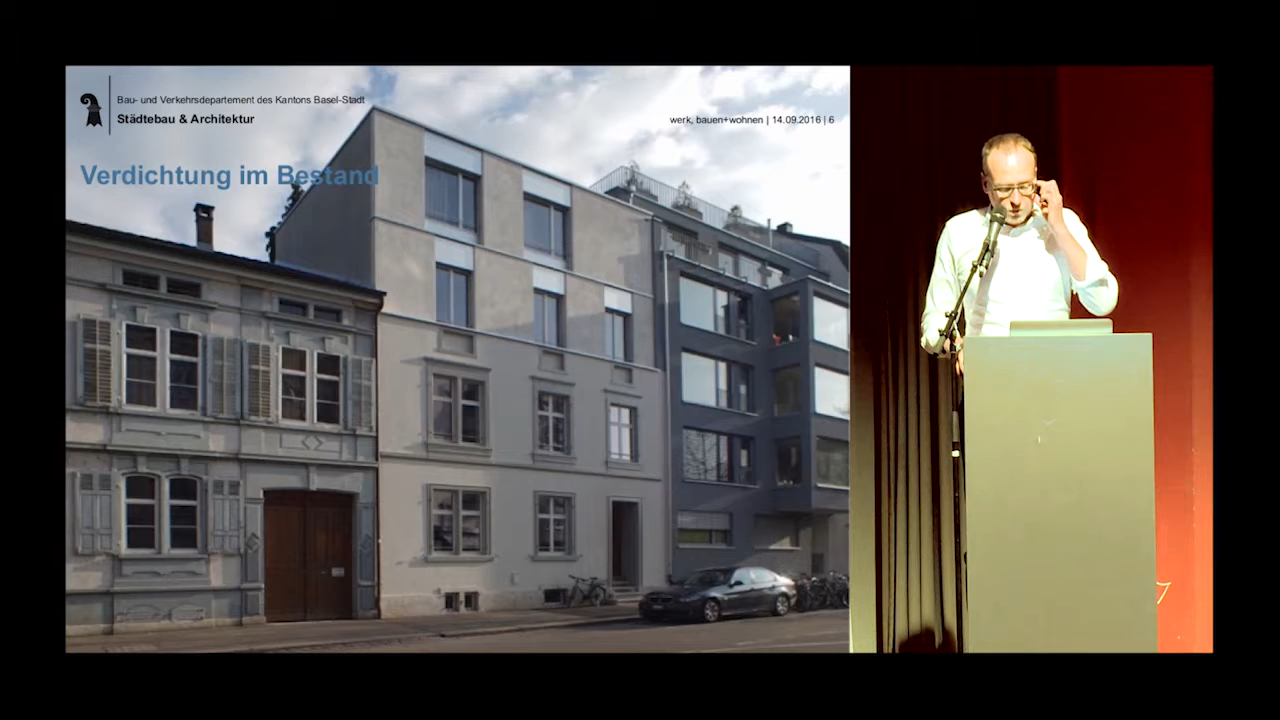 Bau- und Verkehrsdepartement des Kantons Basel-Stadt
Städtebau & Architektur
werk, bauen+wohnen | 14.09.2016 | 6
Verdichtung im Bestand